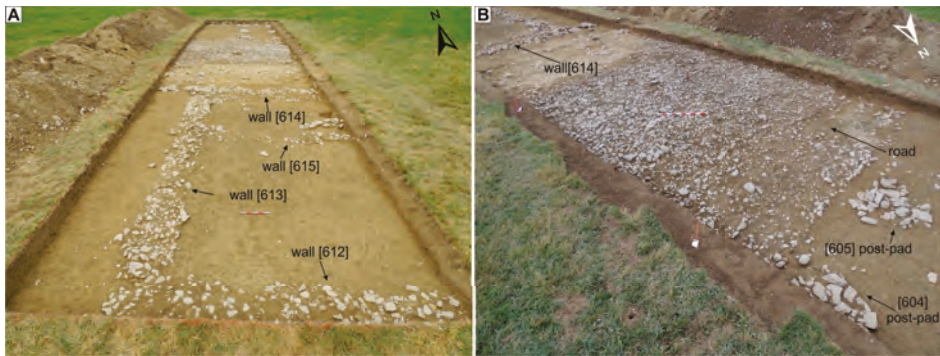 A
N
wall [614]
wall [615]
wall [613]
wall [612]
B
N
wall[614]
road
[605] post-pad
[604]
post-pad